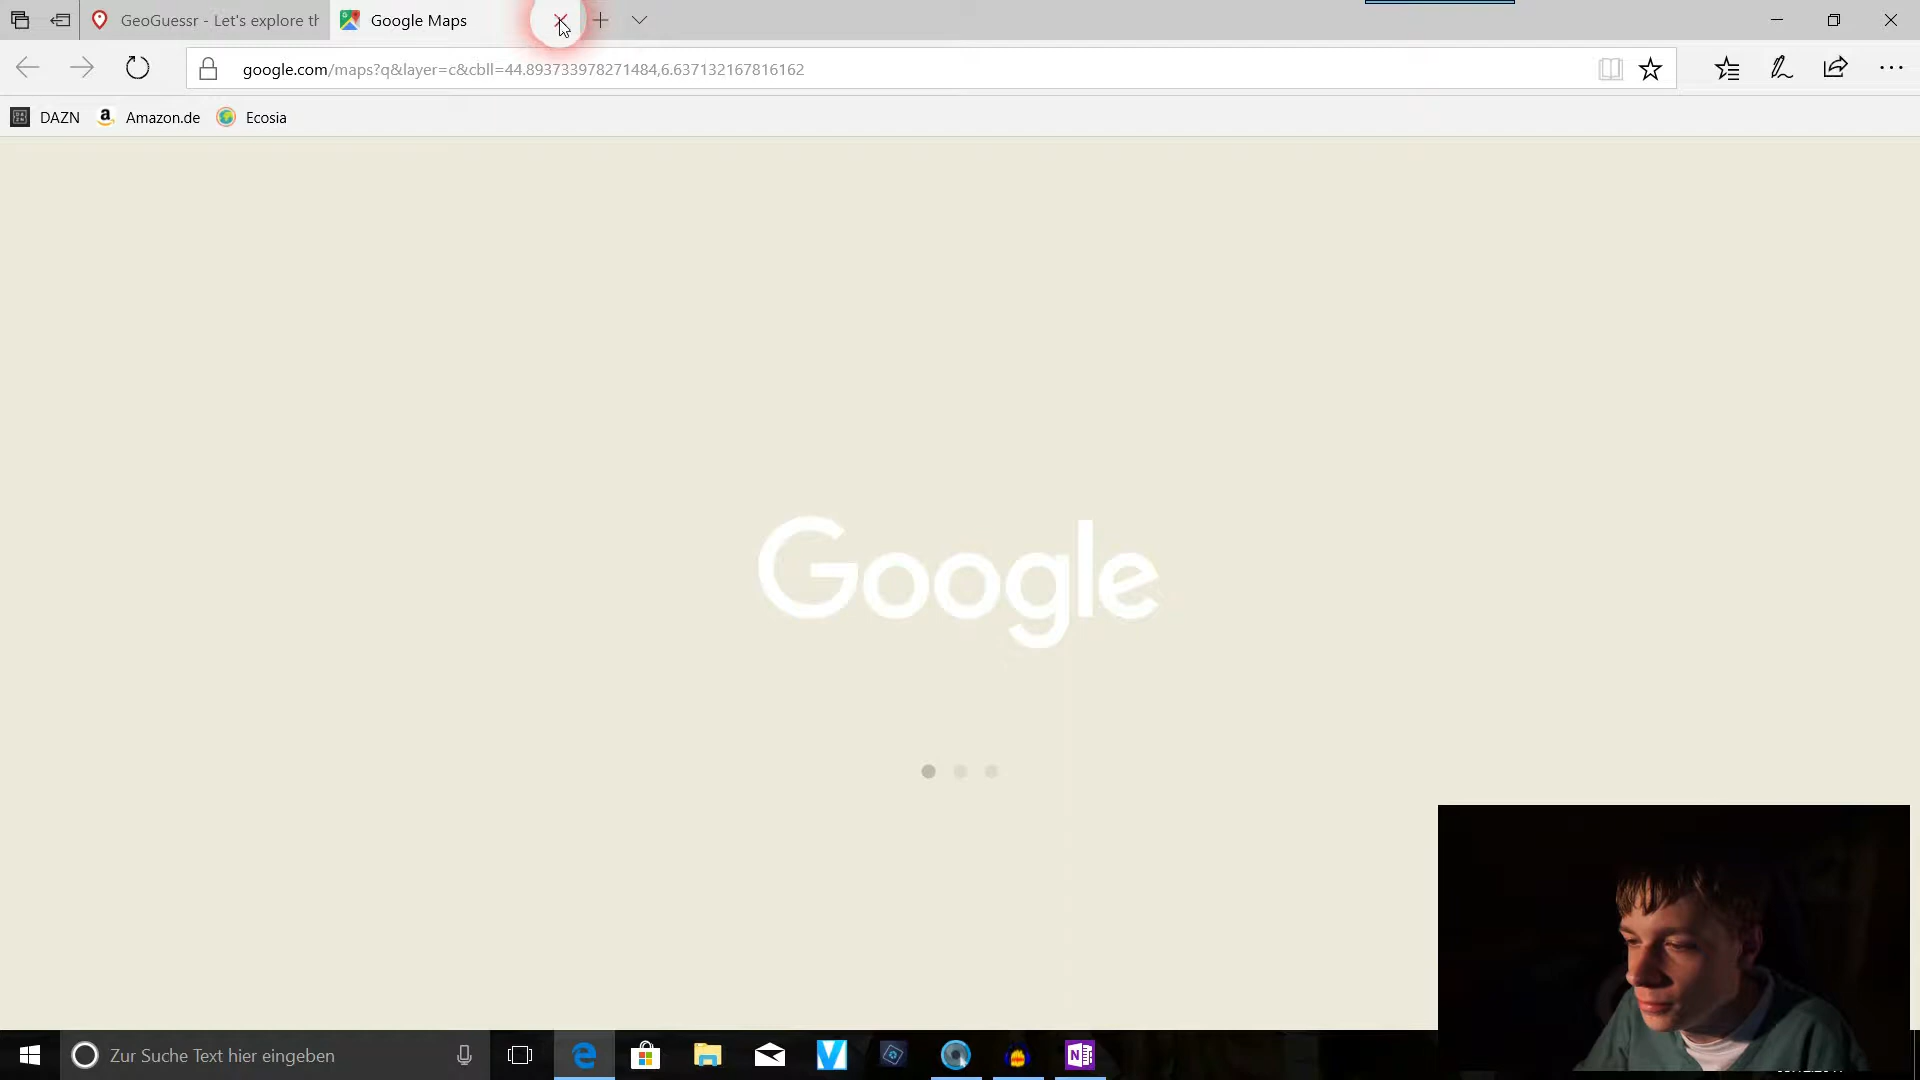 GeoGuessr - Let's explore th
Google Maps
google.com/maps?q&layer=c&cbll=44.893733978271484,6.637132167816162
DAZN
Amazon.de
Ecosia
Google
Zur Suche Text hier eingeben